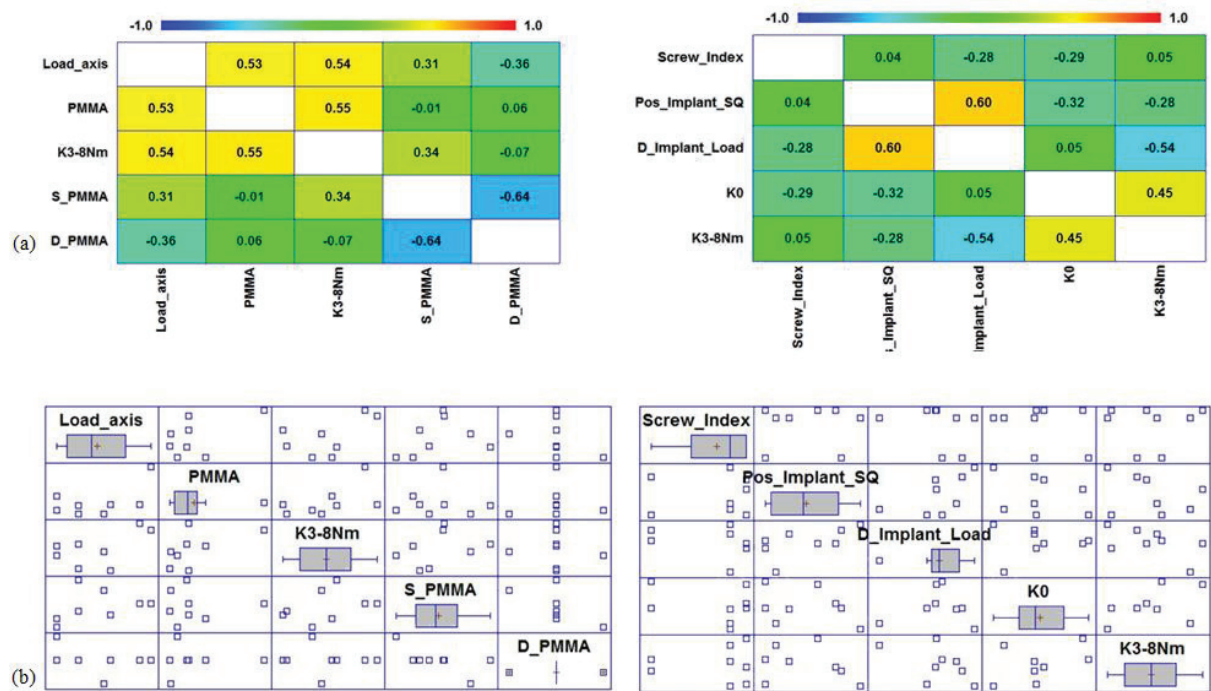 -1.0 1.0
Load_axis 0.53 0.54 0.31 -0.36
PMMA 0.53 0.55 -0.01 0.06
K3-8Nm 0.54 0.55 0.34 -0.07
S_PMMA 0.31 -0.01 0.34 -0.64
(a)
D_PMMA -0.36 0.06 -0.07 -0.64
Load_axis
PMMA
K3-8Nm
S_PMMA
D_PMMA
-1.0 1.0
Screw_Index 0.04 -0.28 -0.29 0.05
Pos_Implant_SQ 0.04 0.60 -0.32 -0.28
D_Implant_Load -0.28 0.60 0.05 -0.54
K0 -0.29 -0.32 0.05 0.45
K3-8Nm 0.05 -0.28 -0.54 0.45
Screw_Index
_Implant_SQ
mplant_Load
K0
K3-8Nm
Load_axis
PMMA
K3-8Nm
S_PMMA
(b)
D_PMMA
Screw_Index
Pos_Implant_SQ
D_Implant_Load
K0
K3-8Nm